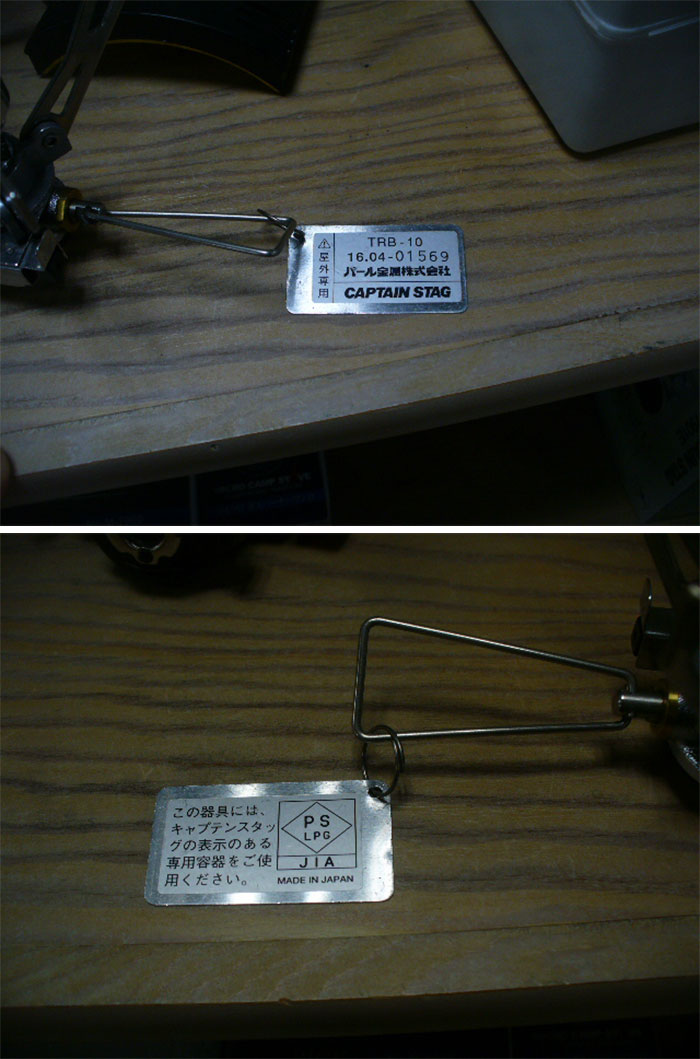 ⚠
屋外専用
TRB-10
16.04-01569
パール金属株式会社
CAPTAIN STAG
MICRO CAMP STOVE
この器具には、
キャプテンスタッ
グの表示のある
専用容器をご使
用ください。
PS
LPG
JIA
MADE IN JAPAN